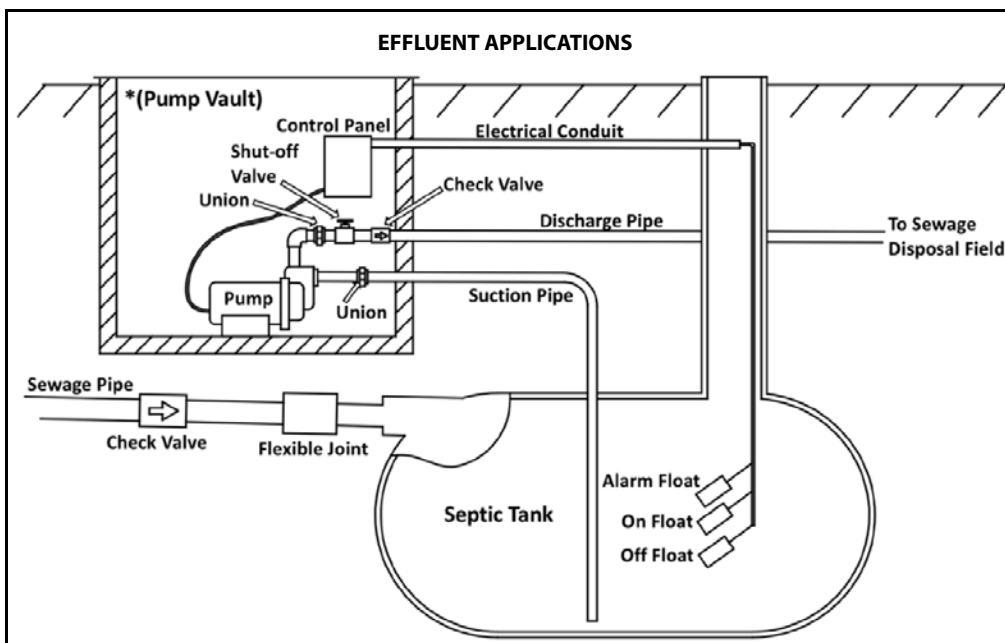 EFFLUENT APPLICATIONS
*(Pump Vault)
Control Panel
Electrical Conduit
Shut-off
Valve
Union
Check Valve
Discharge Pipe
To Sewage
Disposal Field
Pump
Union
Suction Pipe
Sewage Pipe
Check Valve
Flexible Joint
Septic Tank
Alarm Float
On Float
Off Float